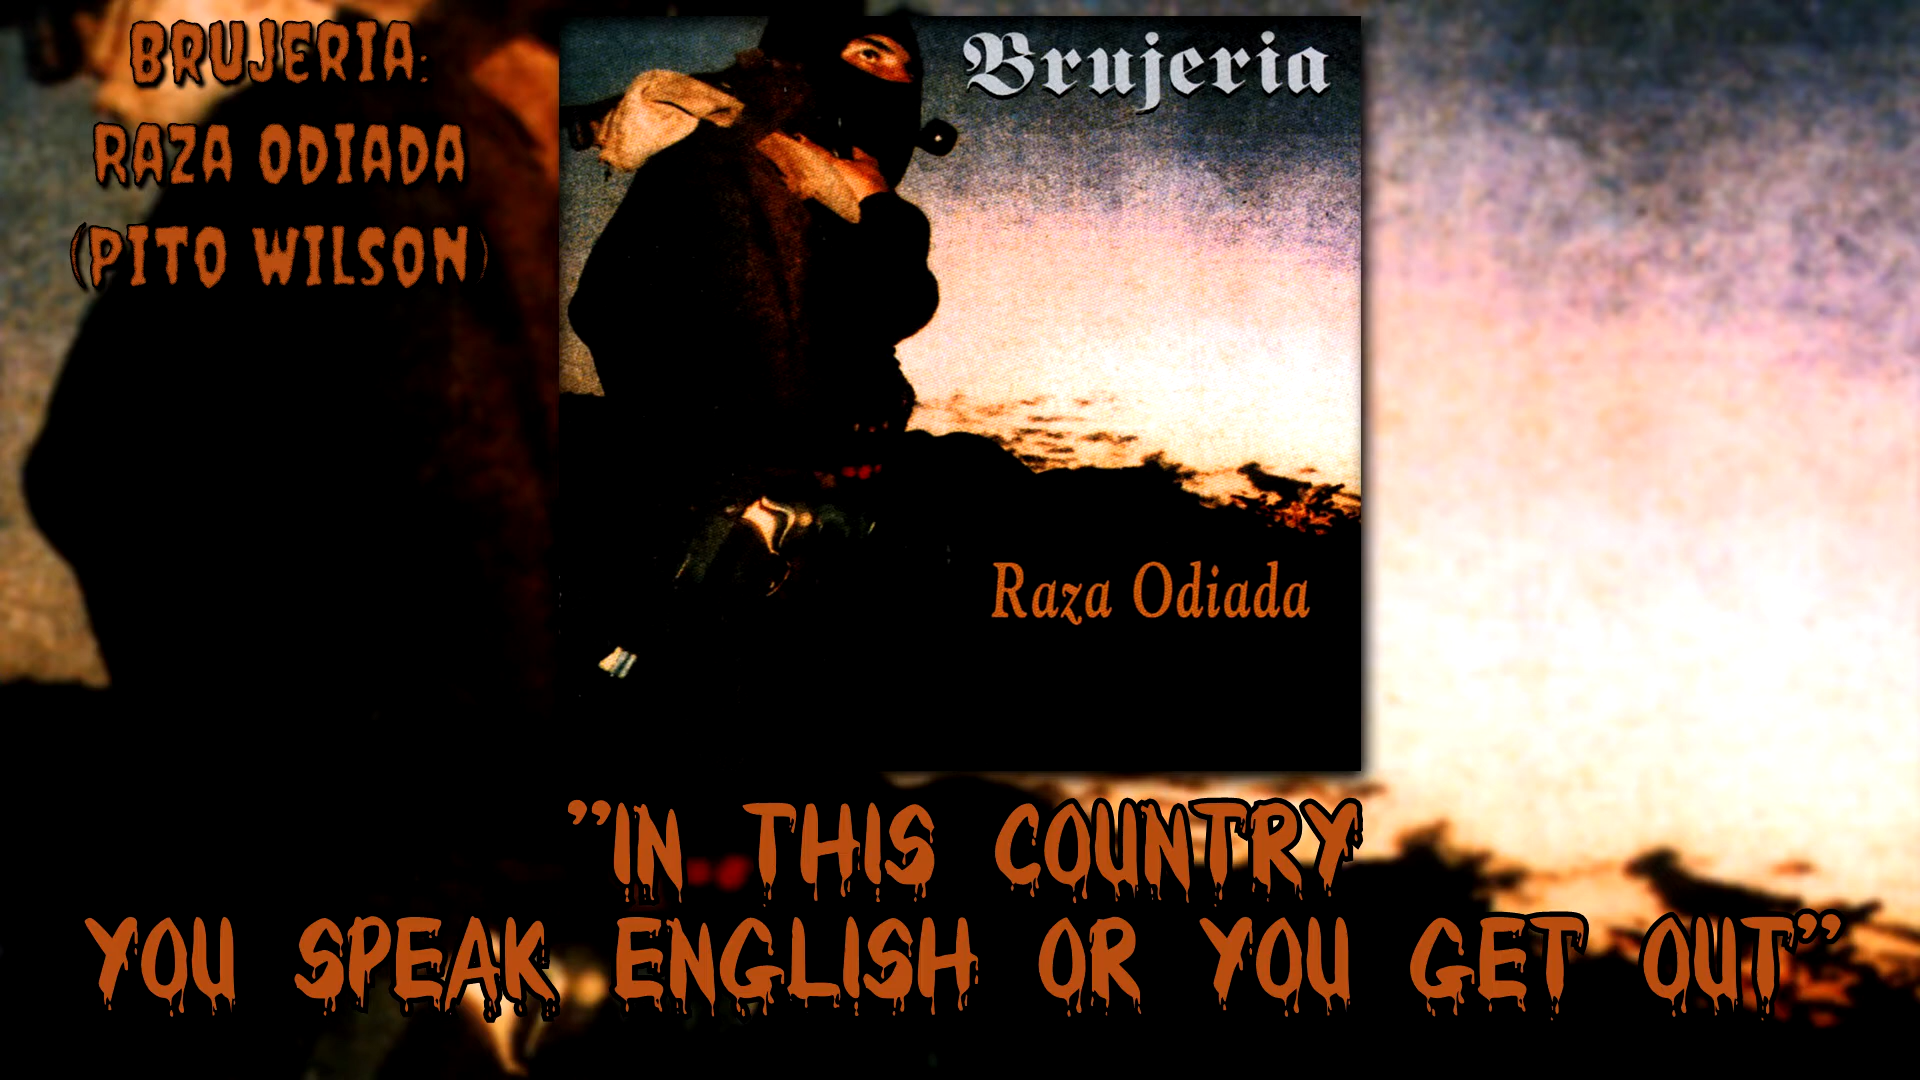 BRUJERIA:
RAZA ODIADA
(PITO WILSON)
Brujeria
Raza Odiada
"IN THIS COUNTRY
YOU SPEAK ENGLISH OR YOU GET OUT"